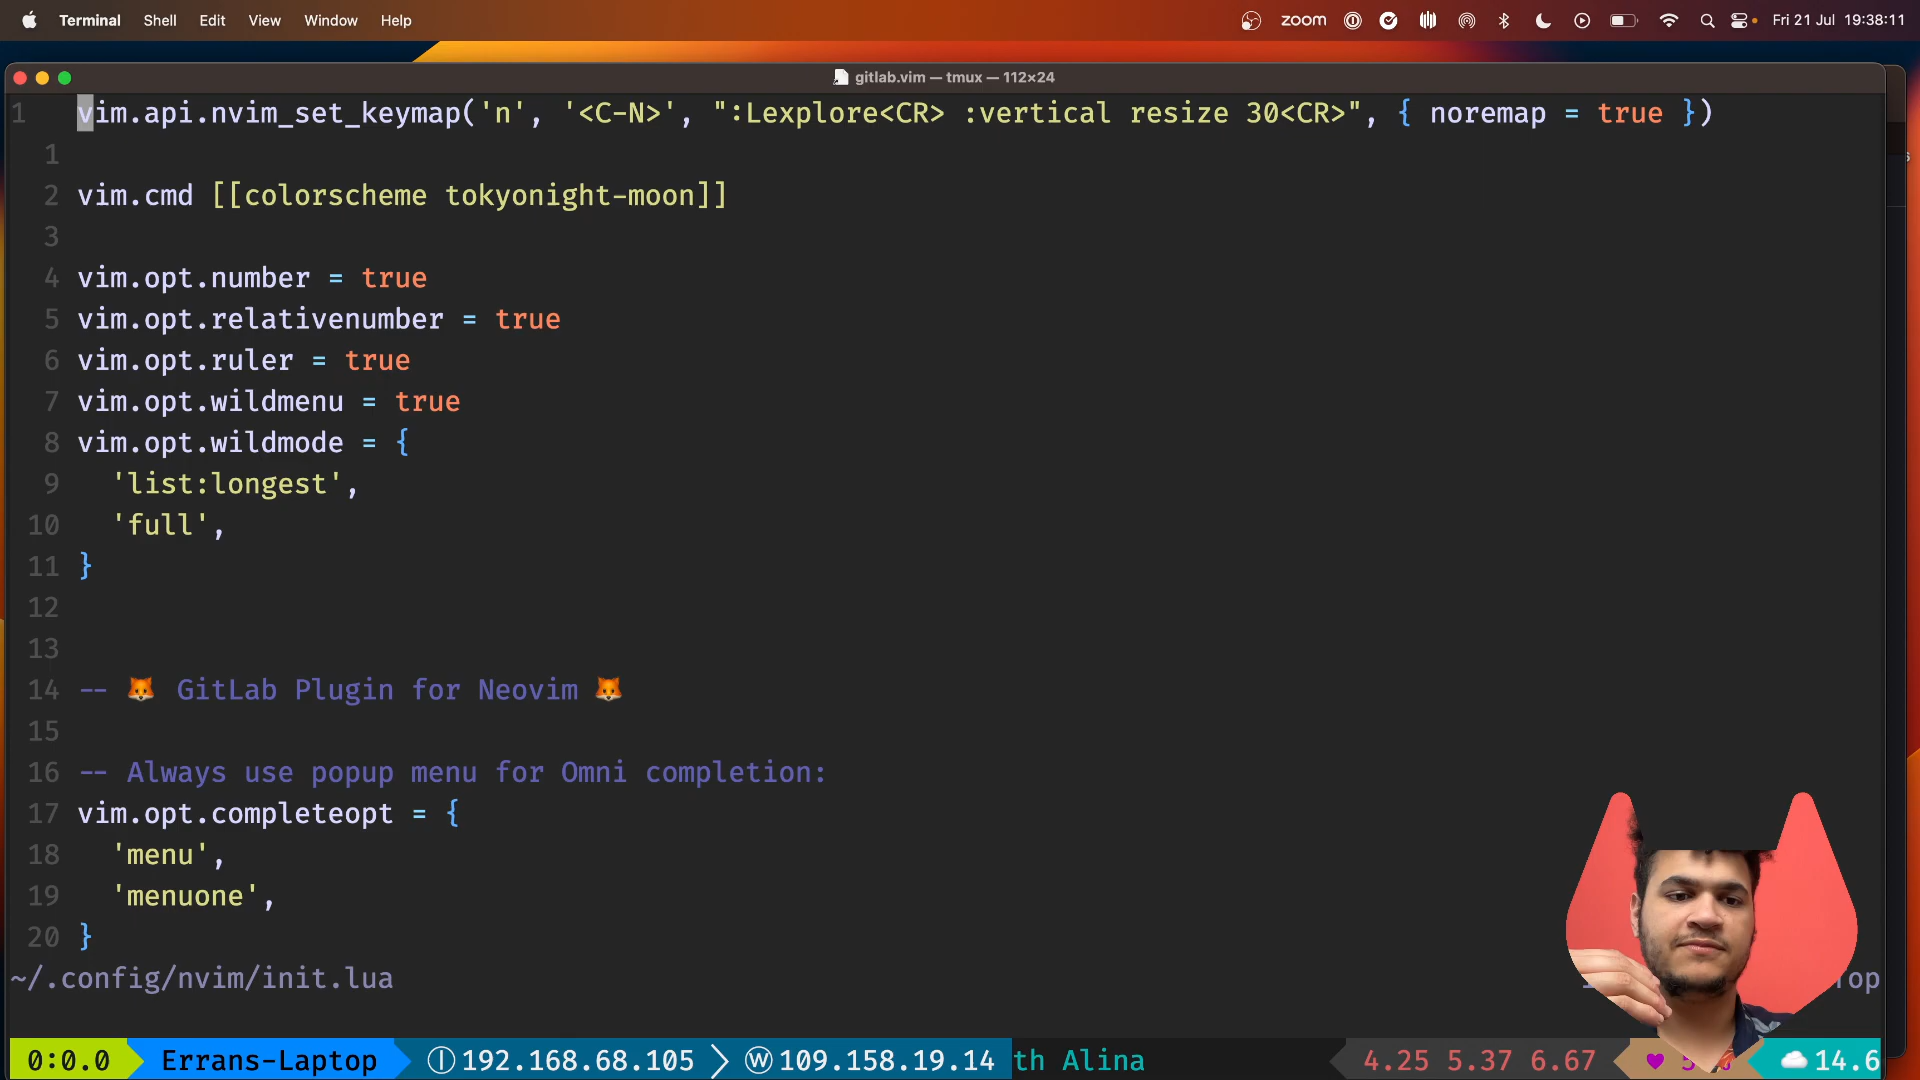 Terminal Shell Edit View Window Help zoom Fri 21 Jul 19:38:11
gitlab.vim — tmux — 112×24
1 vim.api.nvim_set_keymap('n', '<C-N>', ":Lexplore<CR> :vertical resize 30<CR>", { noremap = true })
1
2 vim.cmd [[colorscheme tokyonight-moon]]
3
4 vim.opt.number = true
5 vim.opt.relativenumber = true
6 vim.opt.ruler = true
7 vim.opt.wildmenu = true
8 vim.opt.wildmode = {
9 'list:longest',
10 'full',
11 }
12
13
14 -- 🦊 GitLab Plugin for Neovim 🦊
15
16 -- Always use popup menu for Omni completion:
17 vim.opt.completeopt = {
18 'menu',
19 'menuone',
20 }
~/.config/nvim/init.lua
0:0.0 Errans-Laptop Ⓘ 192.168.68.105 Ⓦ 109.158.19.14 th Alina 4.25 5.37 6.67 14.6